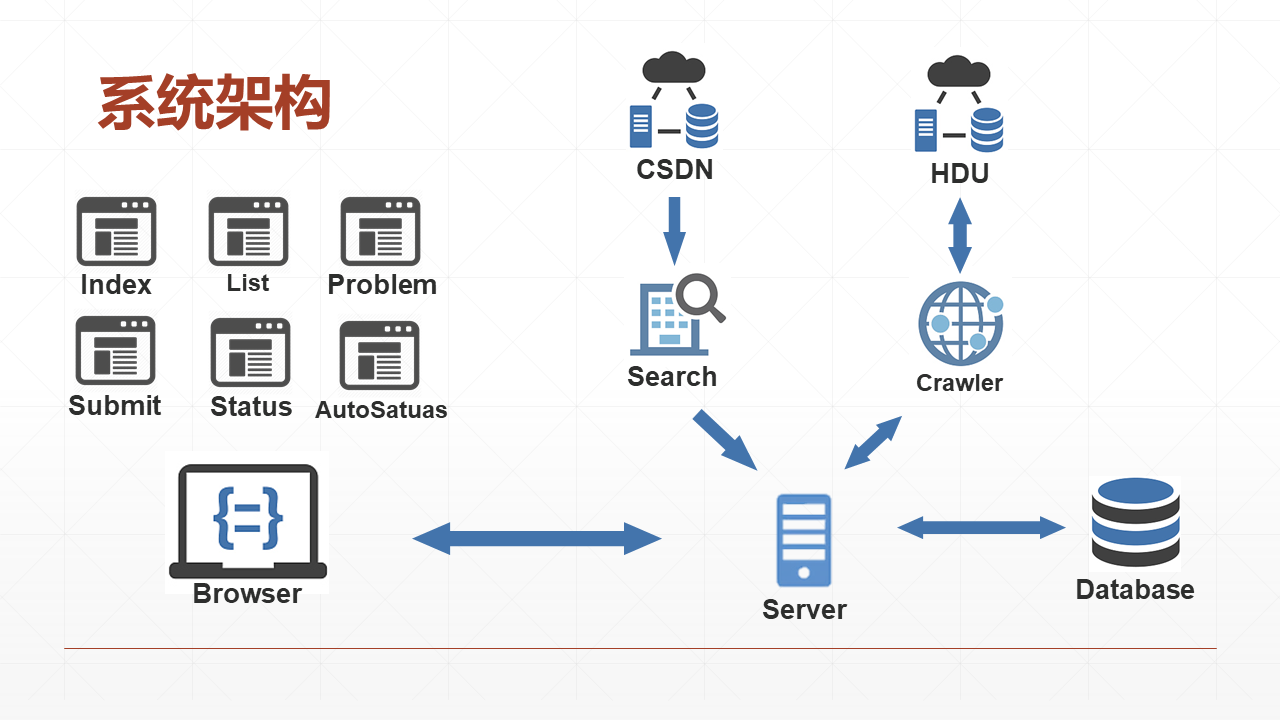 系统架构
CSDN
HDU
Index
List
Problem
Search
Crawler
Submit
Status
AutoSatuas
{=}
Browser
Server
Database